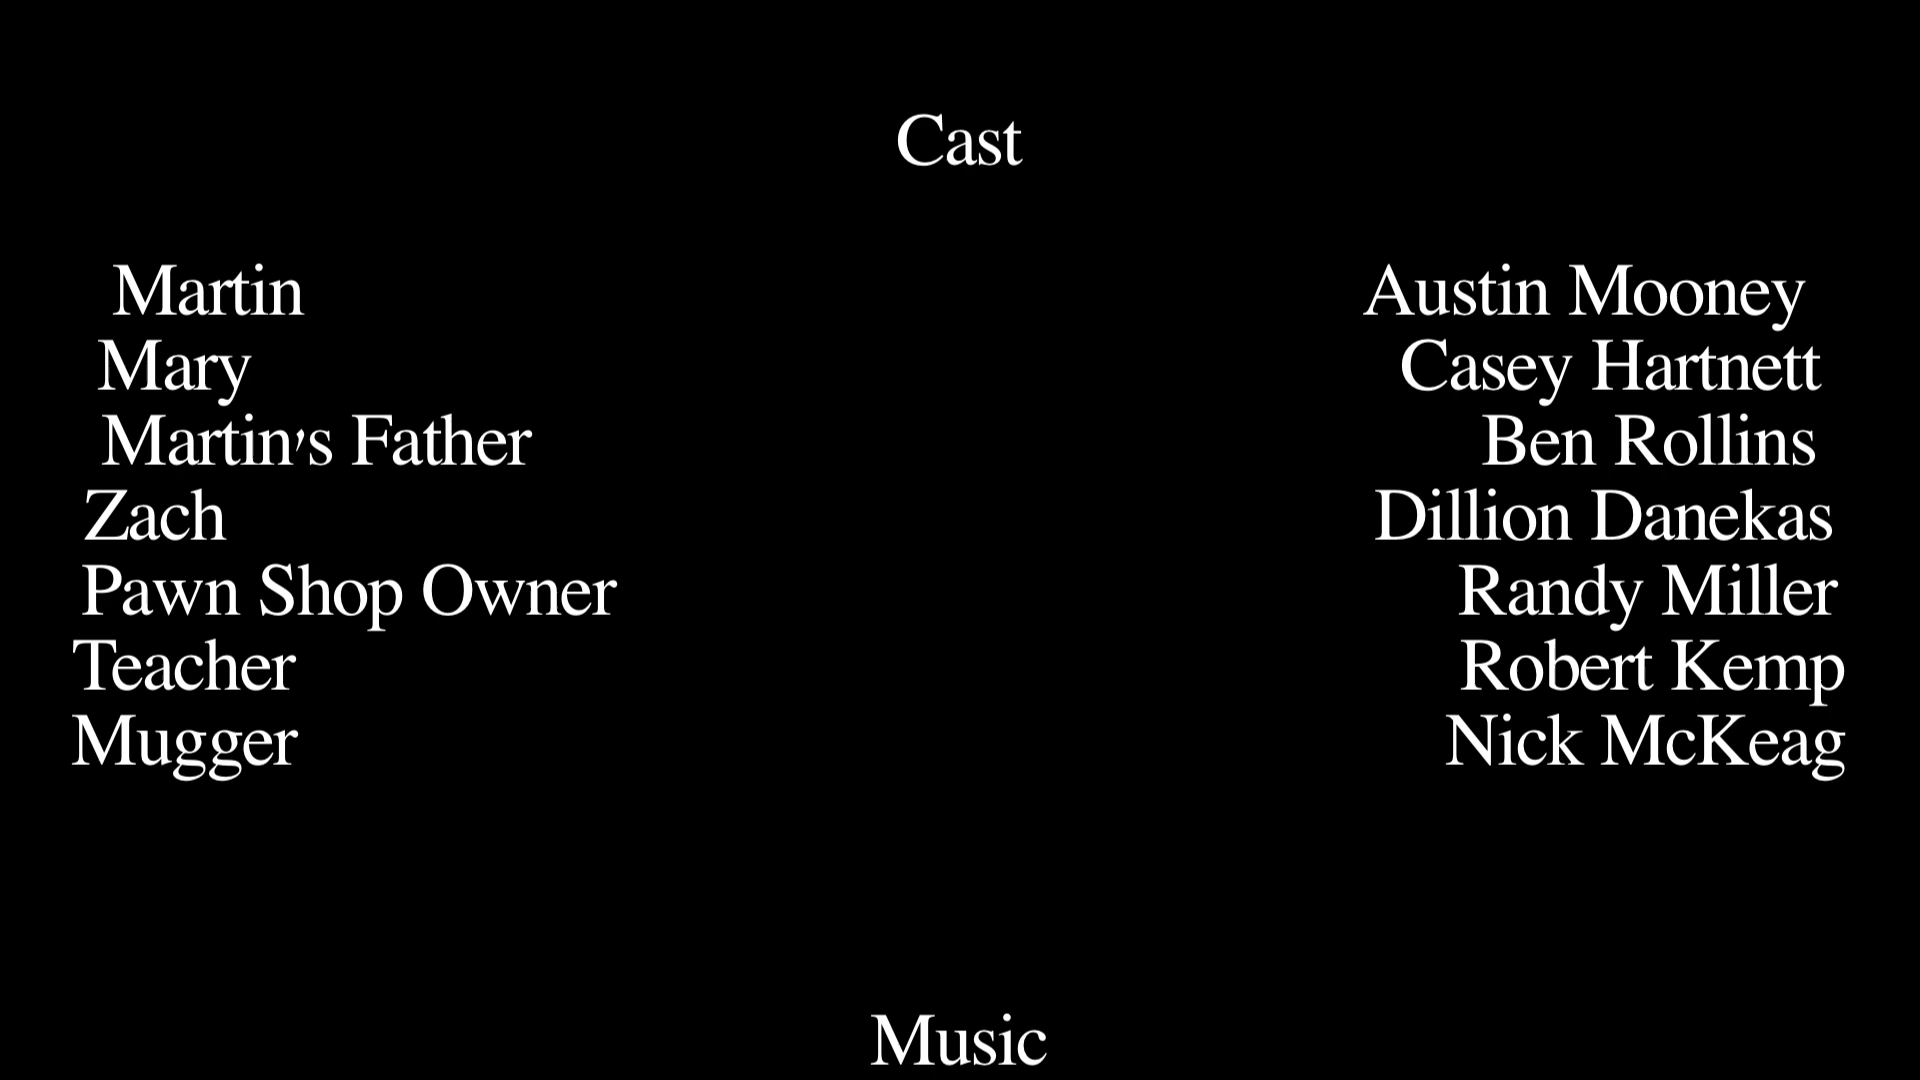 Cast
Martin Austin Mooney
Mary Casey Hartnett
Martin's Father Ben Rollins
Zach Dillion Danekas
Pawn Shop Owner Randy Miller
Teacher Robert Kemp
Mugger Nick McKeag
Music